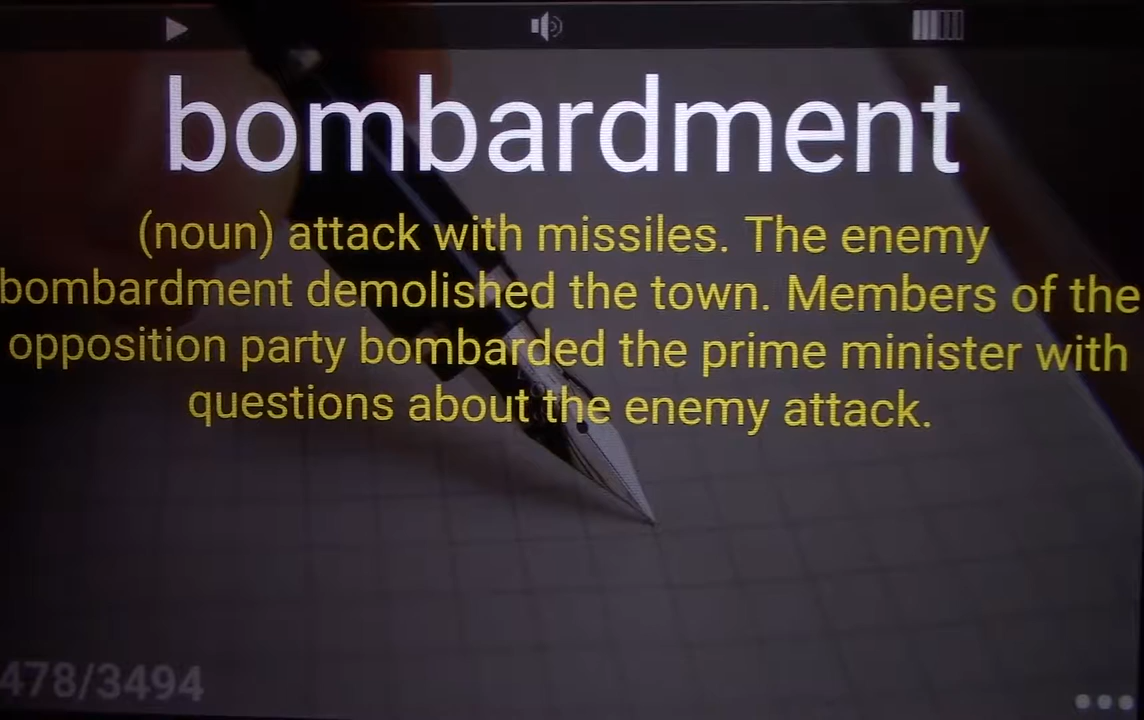 bombardment
(noun) attack with missiles. The enemy
bombardment demolished the town. Members of the
opposition party bombarded the prime minister with
questions about the enemy attack.
478/3494